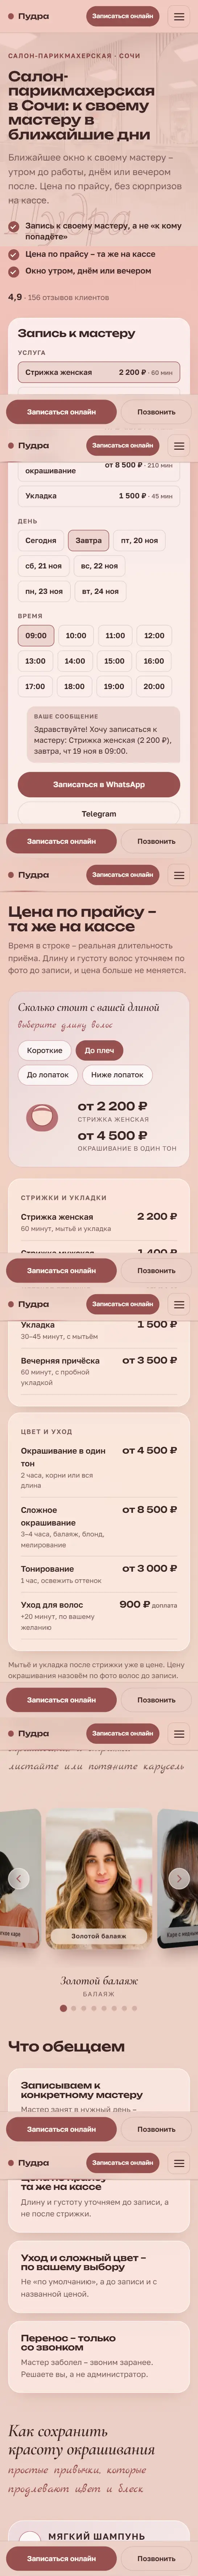 Пудра
Записаться онлайн
САЛОН-ПАРИКМАХЕРСКАЯ · СОЧИ
Салон-
парикмахерская
в Сочи: к своему
мастеру в
ближайшие дни
Ближайшее окно к своему мастеру –
утром до работы, днём или вечером
после. Цена по прайсу, без сюрпризов
на кассе.
Пудра
Запись к своему мастеру, а не «к кому
попадёте»
Цена по прайсу – та же на кассе
Окно утром, днём или вечером
4,9 · 156 отзывов клиентов
Запись к мастеру
УСЛУГА
Стрижка женская 2 200 ₽ · 60 мин
Записаться онлайн Позвонить
Пудра
Записаться онлайн
окрашивание от 8 500 ₽ · 210 мин
Укладка 1 500 ₽ · 45 мин
ДЕНЬ
Сегодня Завтра пт, 20 ноя
сб, 21 ноя вс, 22 ноя
пн, 23 ноя вт, 24 ноя
ВРЕМЯ
09:00 10:00 11:00 12:00
13:00 14:00 15:00 16:00
17:00 18:00 19:00 20:00
ВАШЕ СООБЩЕНИЕ
Здравствуйте! Хочу записаться к
мастеру: Стрижка женская (2 200 ₽),
завтра, чт 19 ноя в 09:00.
Записаться в WhatsApp
Telegram
Записаться онлайн Позвонить
Пудра
Записаться онлайн
Цена по прайсу –
та же на кассе
Время в строке – реальная длительность
приёма. Длину и густоту волос уточняем по
фото до записи, и цена больше не меняется.
Сколько стоит с вашей длиной
выберите длину волос
Короткие До плеч
До лопаток Ниже лопаток
от 2 200 ₽
СТРИЖКА ЖЕНСКАЯ
от 4 500 ₽
ОКРАШИВАНИЕ В ОДИН ТОН
СТРИЖКИ И УКЛАДКИ
Стрижка женская 2 200 ₽
60 минут, мытьё и укладка
Стрижка мужская 1 400 ₽
Записаться онлайн Позвонить
Пудра
Записаться онлайн
Укладка 1 500 ₽
30–45 минут, с мытьём
Вечерняя причёска от 3 500 ₽
60 минут, с пробной
укладкой
ЦВЕТ И УХОД
Окрашивание в один
тон от 4 500 ₽
2 часа, корни или вся
длина
Сложное
окрашивание от 8 500 ₽
3–4 часа, балаяж, блонд,
мелирование
Тонирование от 3 000 ₽
1 час, освежить оттенок
Уход для волос 900 ₽ доплата
+20 минут, по вашему
желанию
Мытьё и укладка после стрижки уже в цене. Цену
окрашивания назовём по фото волос до записи.
Записаться онлайн Позвонить
Пудра
Записаться онлайн
листайте или потяните карусель
Золотой балаяж
Золотой балаяж
БАЛАЯЖ
Что обещаем
Записываем к
конкретному мастеру
Мастер занят в нужный день –
Записаться онлайн Позвонить
Пудра
Записаться онлайн
та же на кассе
Длину и густоту уточняем до записи, а
не после стрижки.
Уход и сложный цвет –
по вашему выбору
Не «по умолчанию», а до записи и с
названной ценой.
Перенос – только
со звонком
Мастер заболел – звоним заранее.
Решаете вы, а не администратор.
Как сохранить
красоту окрашивания
простые привычки, которые
продлевают цвет и блеск
МЯГКИЙ ШАМПУНЬ
Записаться онлайн Позвонить